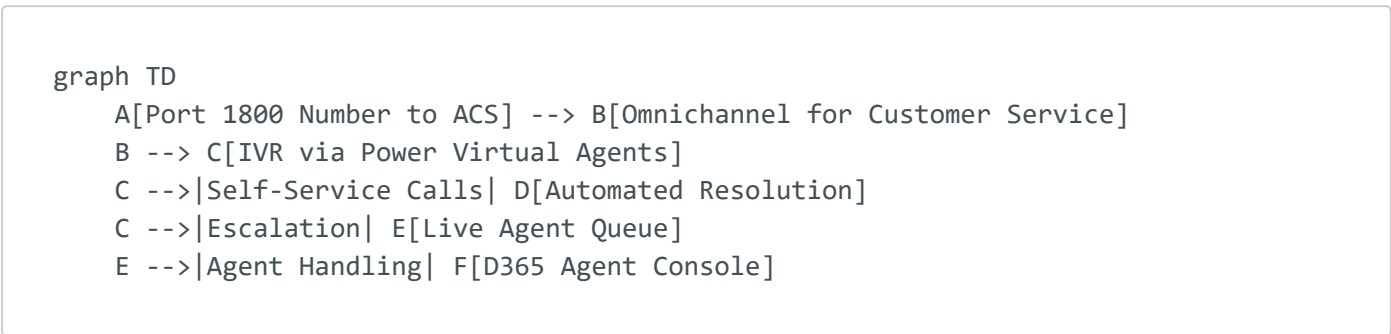 graph TD
    A[Port 1800 Number to ACS] --> B[Omnichannel for Customer Service]
    B --> C[IVR via Power Virtual Agents]
    C -->|Self-Service Calls| D[Automated Resolution]
    C -->|Escalation| E[Live Agent Queue]
    E -->|Agent Handling| F[D365 Agent Console]